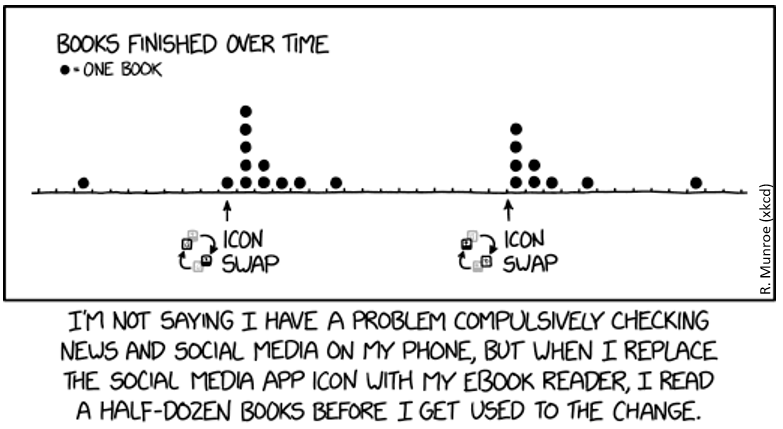 BOOKS FINISHED OVER TIME
●=ONE BOOK
ICON
SWAP
ICON
SWAP
R. Munroe (xkcd)
I'M NOT SAYING I HAVE A PROBLEM COMPULSIVELY CHECKING
NEWS AND SOCIAL MEDIA ON MY PHONE, BUT WHEN I REPLACE
THE SOCIAL MEDIA APP ICON WITH MY EBOOK READER, I READ
A HALF-DOZEN BOOKS BEFORE I GET USED TO THE CHANGE.